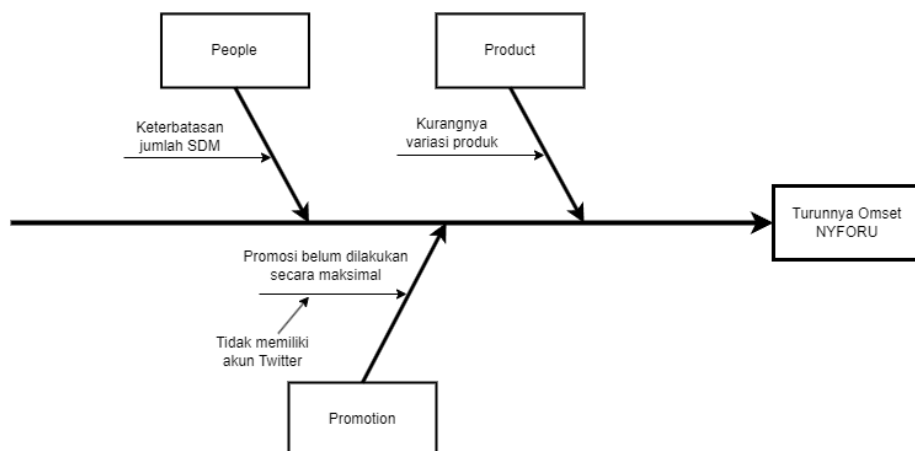 People
Product
Keterbatasan
jumlah SDM
Kurangnya
variasi produk
Turunnya Omset
NYFORU
Promosi belum dilakukan
secara maksimal
Tidak memiliki
akun Twitter
Promotion